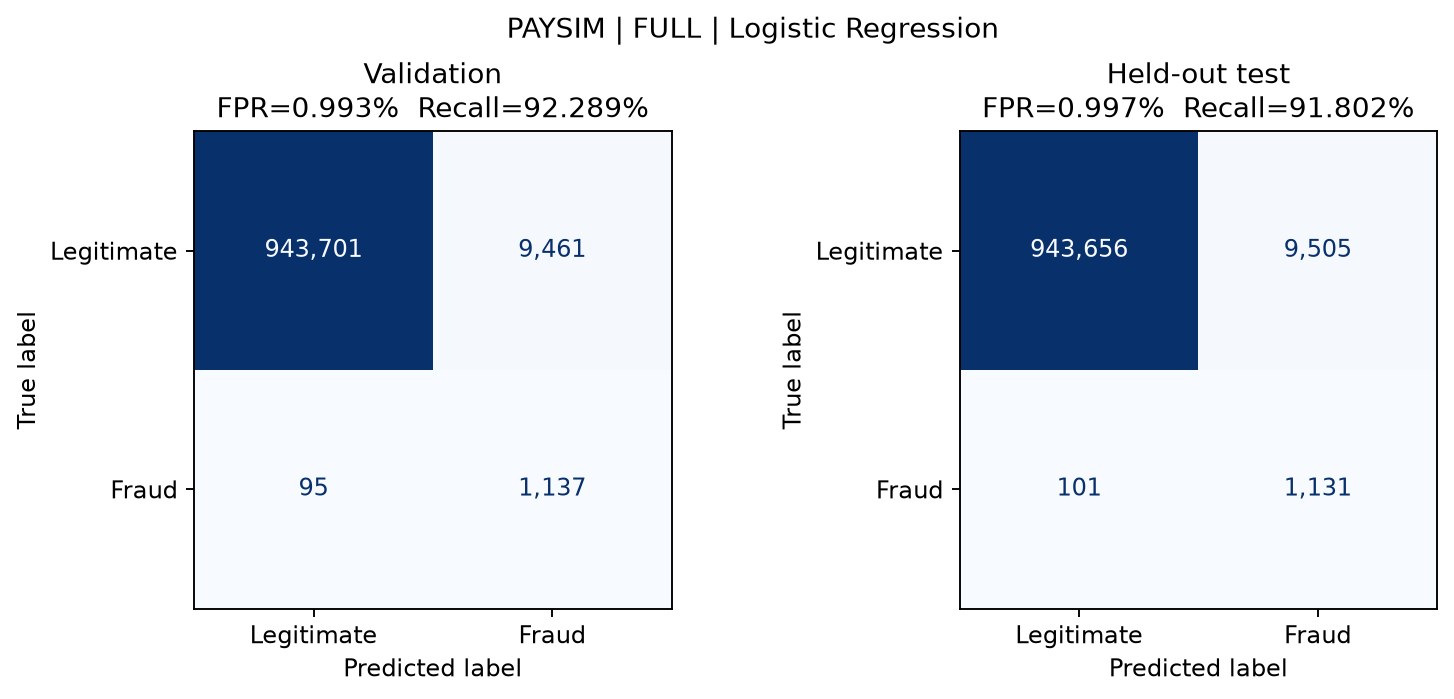 PAYSIM | FULL | Logistic Regression
Validation
FPR=0.993%  Recall=92.289%
True label
Legitimate
943,701
9,461
Fraud
95
1,137
Legitimate
Fraud
Predicted label
Held-out test
FPR=0.997%  Recall=91.802%
True label
Legitimate
943,656
9,505
Fraud
101
1,131
Legitimate
Fraud
Predicted label